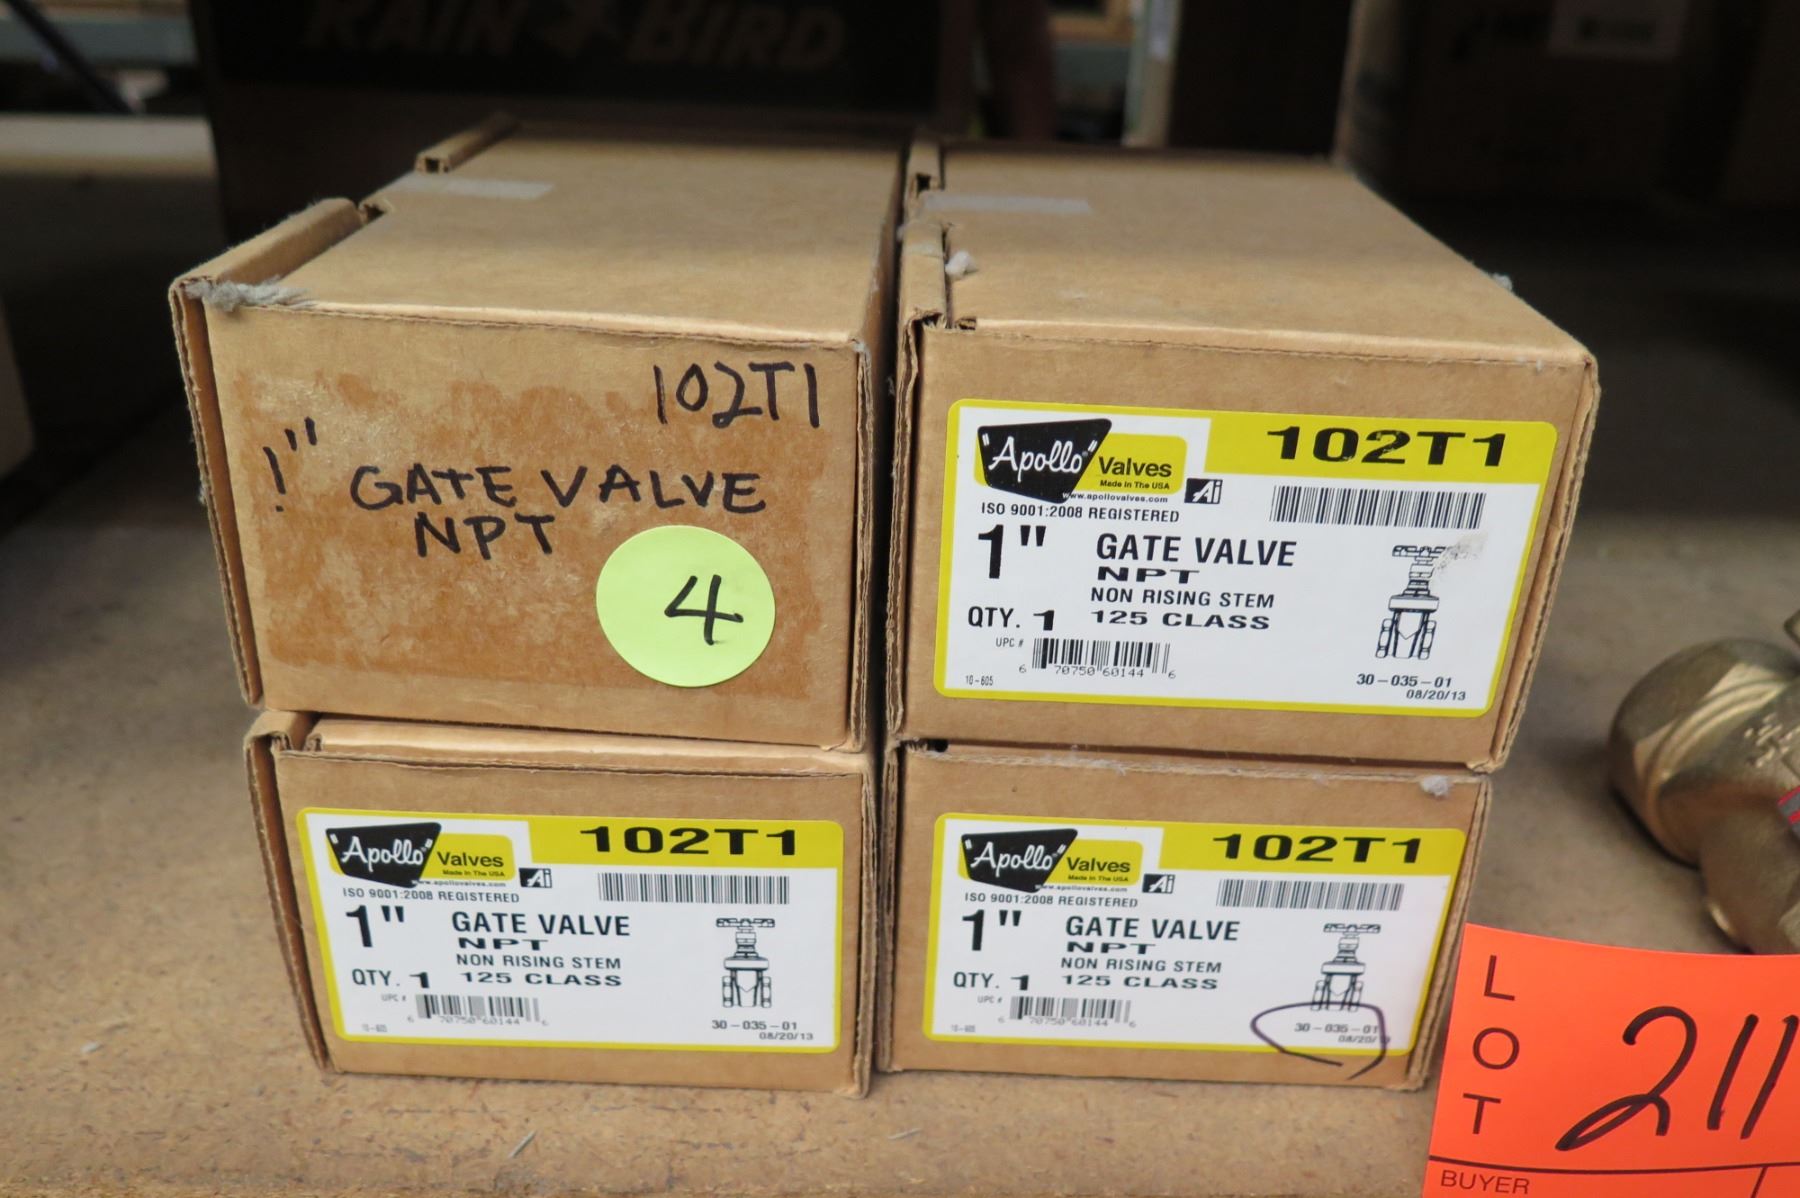 RAIN BIRD
102T1
1" GATE VALVE
NPT
4
"Apollo" Valves
Made In The USA
www.apollovalves.com
ISO 9001:2008 REGISTERED
102T1
1" GATE VALVE
NPT
NON RISING STEM
QTY. 1 125 CLASS
UPC #
6 70750 60144 6
10-605
30-035-01
08/20/13
"Apollo" Valves
Made In The USA
www.apollovalves.com
ISO 9001:2008 REGISTERED
102T1
1" GATE VALVE
NPT
NON RISING STEM
QTY. 1 125 CLASS
UPC #
6 70750 60144 6
10-605
30-035-01
08/20/13
"Apollo" Valves
Made In The USA
www.apollovalves.com
ISO 9001:2008 REGISTERED
102T1
1" GATE VALVE
NPT
NON RISING STEM
QTY. 1 125 CLASS
UPC #
6 70750 60144 6
10-605
30-035-01
08/20/
LOT 211
BUYER